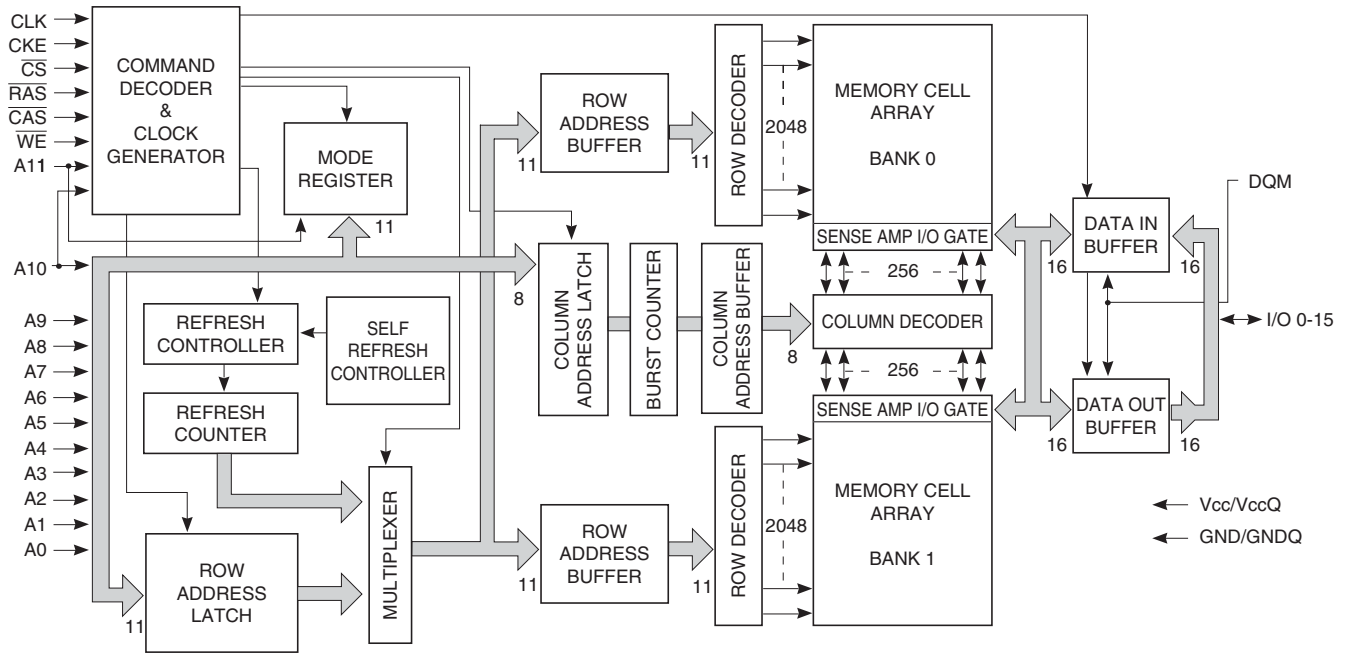 CLK
CKE
CS
RAS
CAS
WE
A11
A10
A9
A8
A7
A6
A5
A4
A3
A2
A1
A0
COMMAND
DECODER
&
CLOCK
GENERATOR
MODE
REGISTER
11
REFRESH
CONTROLLER
SELF
REFRESH
CONTROLLER
REFRESH
COUNTER
ROW
ADDRESS
LATCH
11
MULTIPLEXER
ROW
ADDRESS
BUFFER
11
11
ROW DECODER
2048
MEMORY CELL
ARRAY
BANK 0
SENSE AMP I/O GATE
256
8
COLUMN
ADDRESS LATCH
BURST COUNTER
COLUMN
ADDRESS BUFFER
8
COLUMN DECODER
256
SENSE AMP I/O GATE
MEMORY CELL
ARRAY
BANK 1
ROW
ADDRESS
BUFFER
11
11
ROW DECODER
2048
DQM
DATA IN
BUFFER
16
16
I/O 0-15
DATA OUT
BUFFER
16
16
Vcc/VccQ
GND/GNDQ